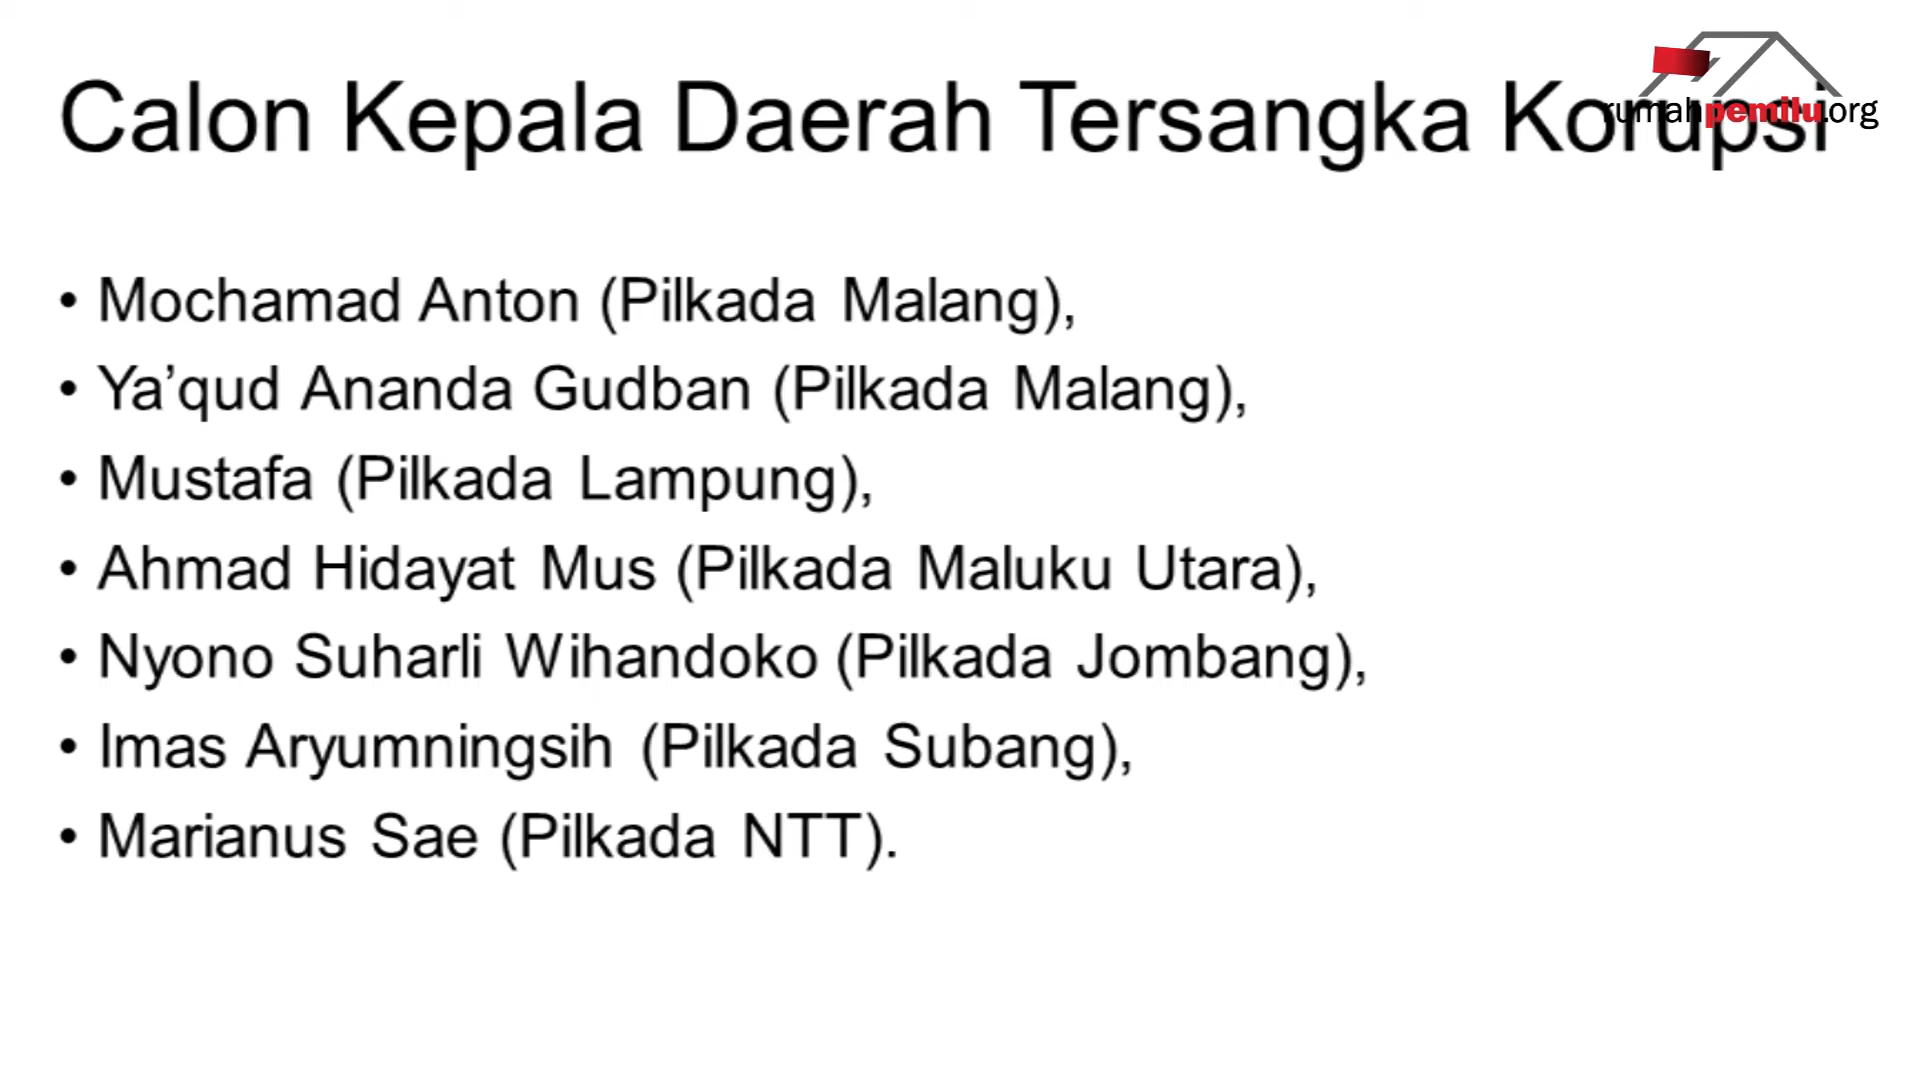 Calon Kepala Daerah Tersangka Korupsi
rumahpemilu.org
• Mochamad Anton (Pilkada Malang),
• Ya’qud Ananda Gudban (Pilkada Malang),
• Mustafa (Pilkada Lampung),
• Ahmad Hidayat Mus (Pilkada Maluku Utara),
• Nyono Suharli Wihandoko (Pilkada Jombang),
• Imas Aryumningsih (Pilkada Subang),
• Marianus Sae (Pilkada NTT).